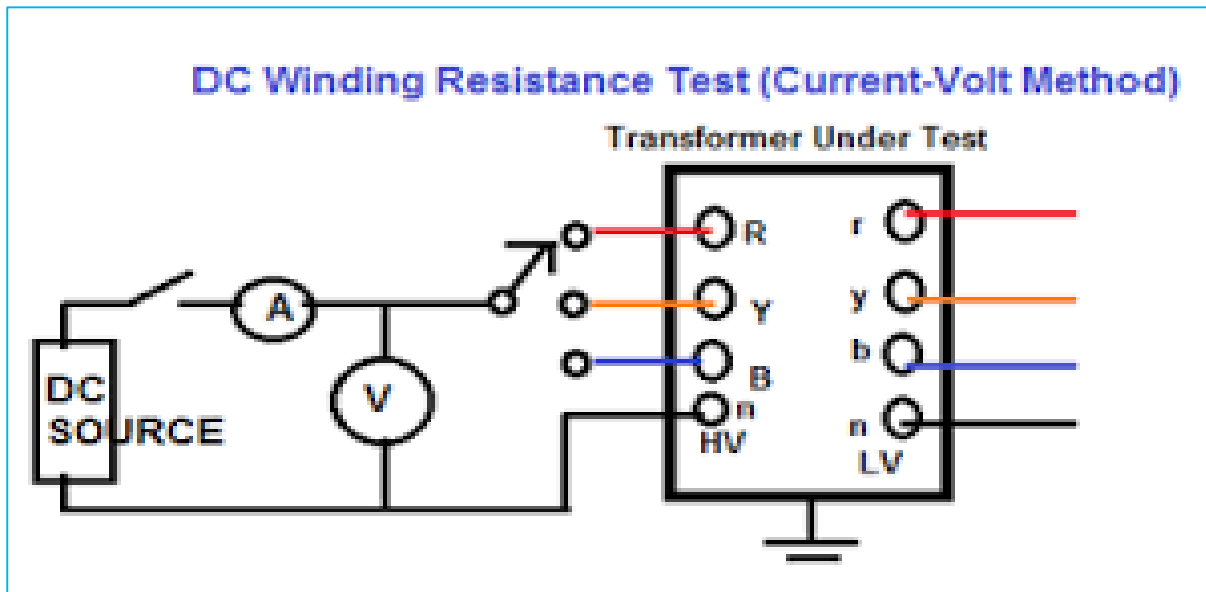 DC Winding Resistance Test (Current-Volt Method)
Transformer Under Test
R
r
A
Y
y
B
b
DC
SOURCE
V
n
HV
n
LV